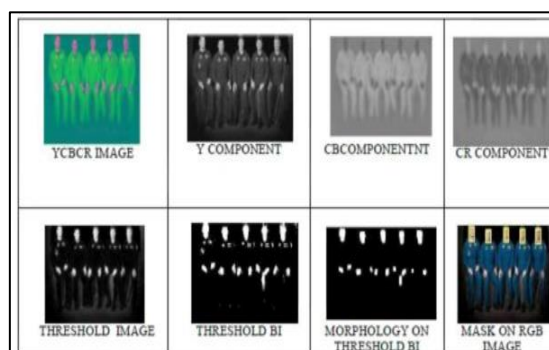 YCBCR IMAGE
Y COMPONENT
CBCOMPONENTNT
CR COMPONENT
THRESHOLD IMAGE
THRESHOLD BI
MORPHOLOGY ON
THRESHOLD BI
MASK ON RGB
IMAGE